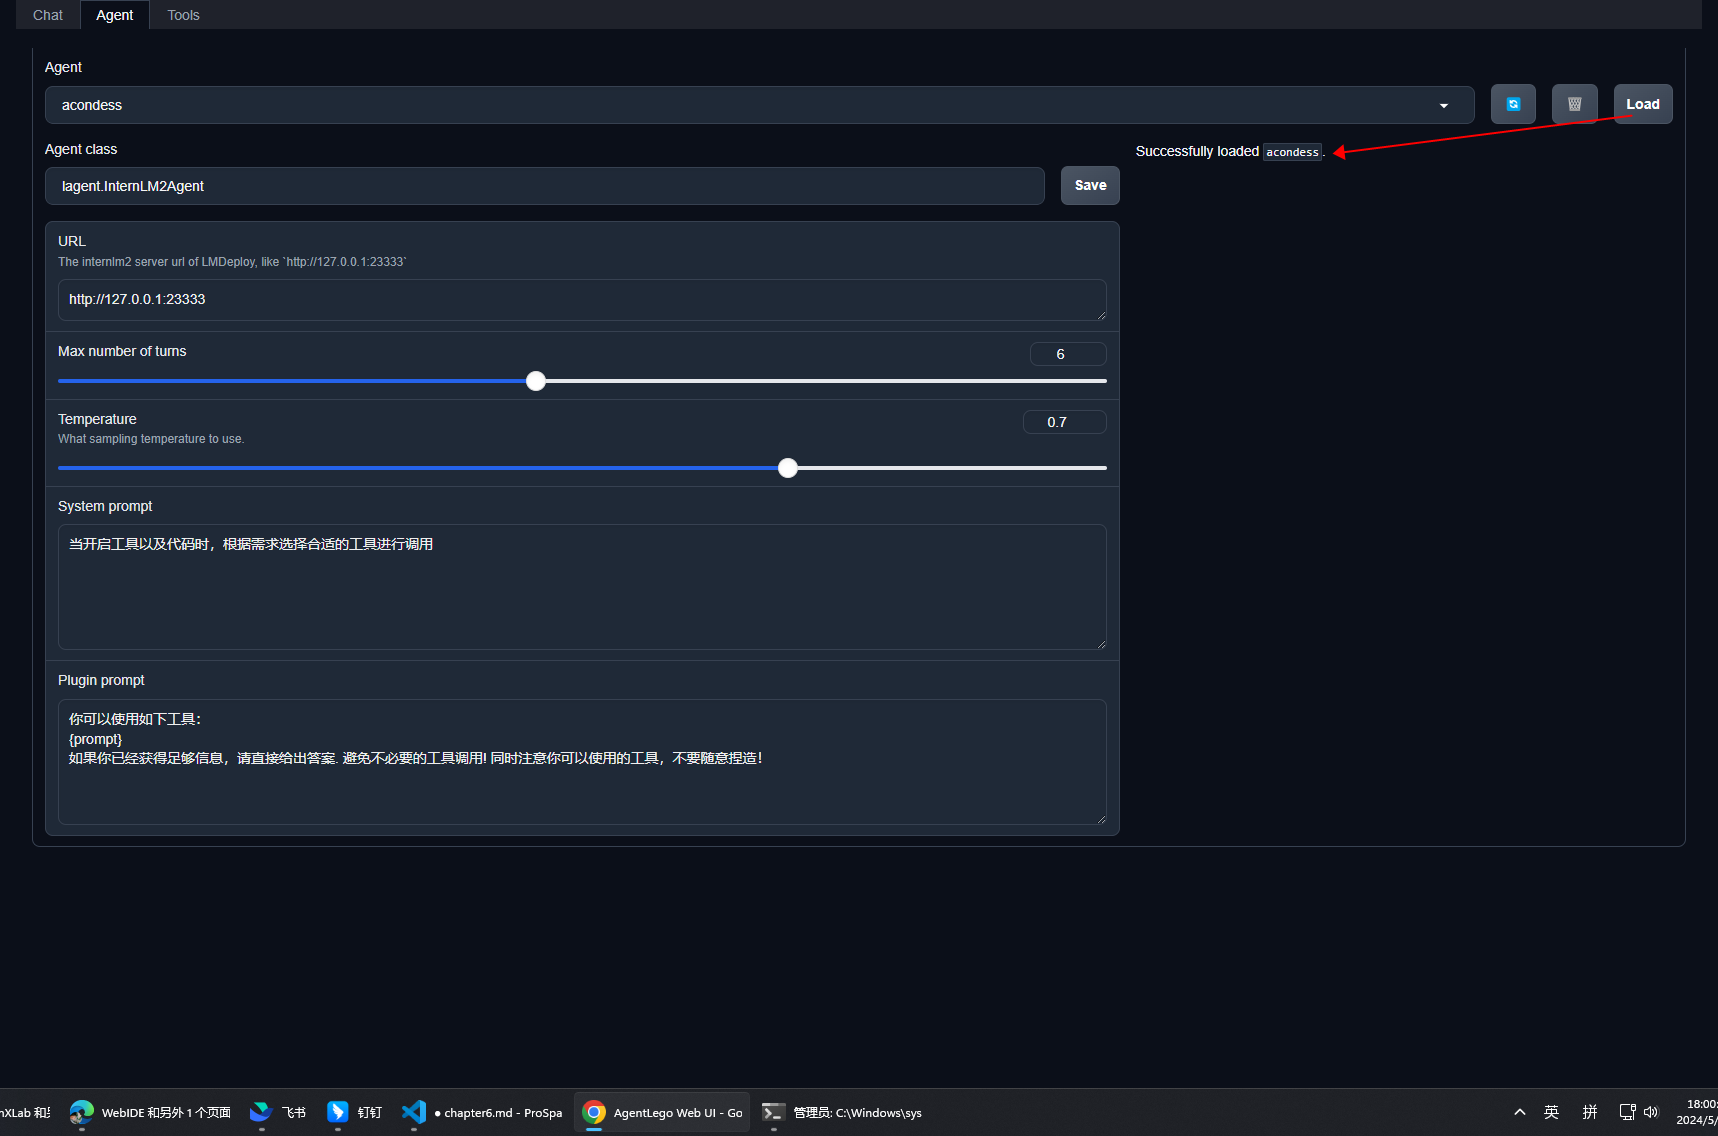 Chat
Agent
Tools
Agent
acondess
Load
Agent class
Successfully loaded acondess.
lagent.InternLM2Agent
Save
URL
The internlm2 server url of LMDeploy, like `http://127.0.0.1:23333`
http://127.0.0.1:23333
Max number of turns
6
Temperature
0.7
What sampling temperature to use.
System prompt
当开启工具以及代码时，根据需求选择合适的工具进行调用
Plugin prompt
你可以使用如下工具：
{prompt}
如果你已经获得足够信息，请直接给出答案. 避免不必要的工具调用! 同时注意你可以使用的工具，不要随意捏造！
WebIDE 和另外 1 个页面
飞书
钉钉
● chapter6.md - ProSpa
AgentLego Web UI - Go
管理员: C:\Windows\sys
英
拼
18:00:
2024/5/